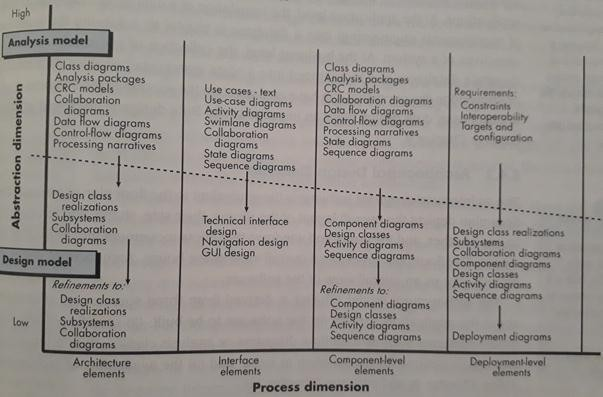 High
Analysis model
Abstraction dimension
Design model
Low
Class diagrams
Analysis packages
CRC models
Collaboration
diagrams
Data flow diagrams
Control-flow diagrams
Processing narratives
Design class
realizations
Subsystems
Collaboration
diagrams
Refinements to:
Design class
realizations
Subsystems
Collaboration
diagrams
Architecture
elements
Use cases - text
Use-case diagrams
Activity diagrams
Swimlane diagrams
Collaboration
diagrams
State diagrams
Sequence diagrams
Technical interface
design
Navigation design
GUI design
Interface
elements
Class diagrams
Analysis packages
CRC models
Collaboration diagrams
Data flow diagrams
Control-flow diagrams
Processing narratives
State diagrams
Sequence diagrams
Component diagrams
Design classes
Activity diagrams
Sequence diagrams
Refinements to:
Component diagrams
Design classes
Activity diagrams
Sequence diagrams
Component-level
elements
Requirements:
Constraints
Interoperability
Targets and
configuration
Design class realizations
Subsystems
Collaboration diagrams
Component diagrams
Design classes
Activity diagrams
Sequence diagrams
Deployment diagrams
Deployment-level
elements
Process dimension